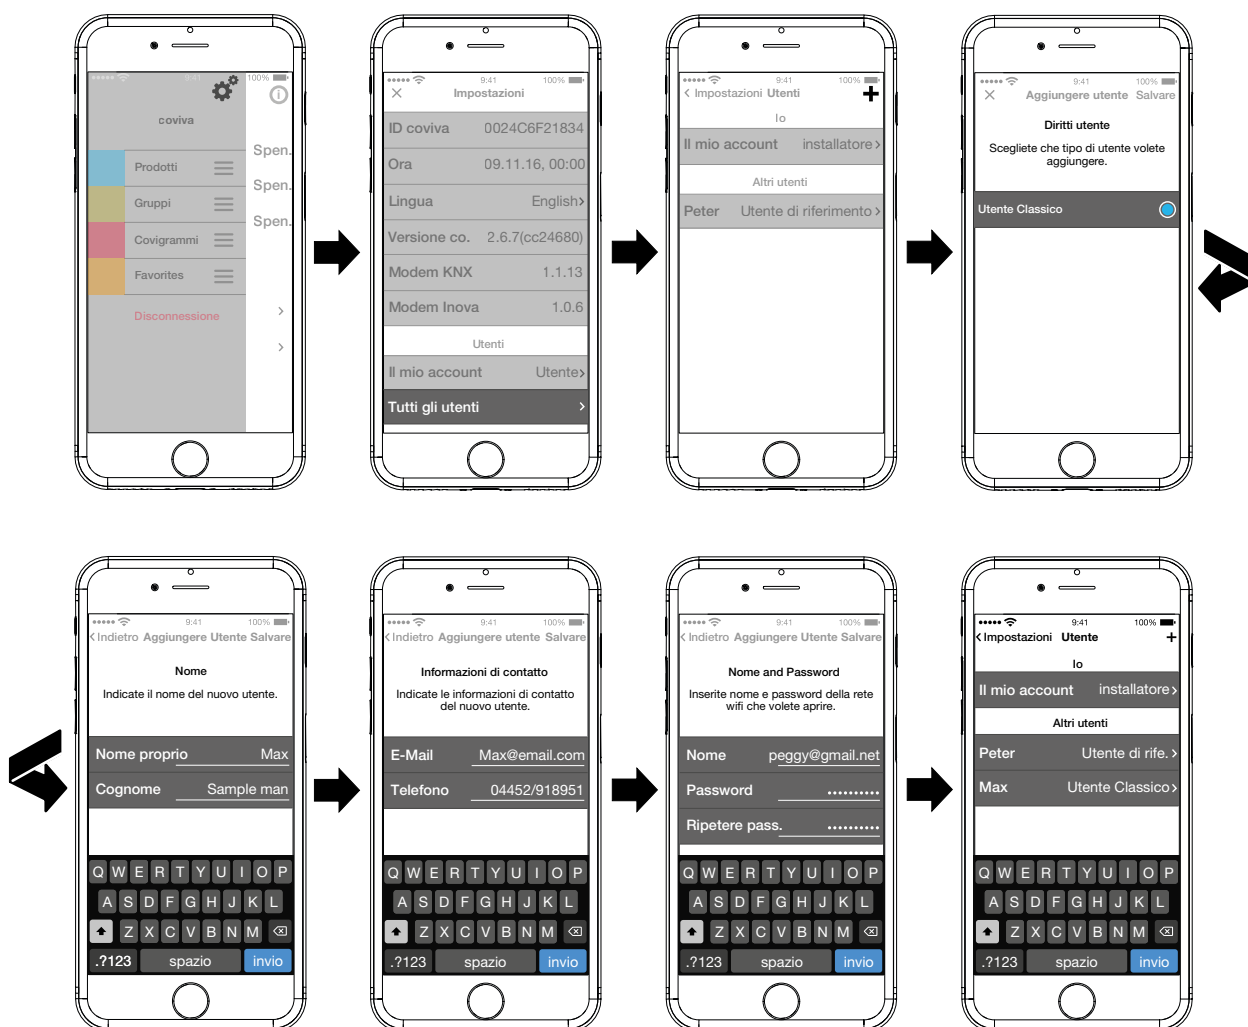 9:41 100%
coviva
Prodotti
Gruppi
Covigrammi
Favorites
Disconnessione
Spen.
Spen.
Spen.
9:41 100%
Impostazioni
ID coviva 0024C6F21834
Ora 09.11.16, 00:00
Lingua English
Versione co. 2.6.7(cc24680)
Modem KNX 1.1.13
Modem Inova 1.0.6
Utenti
Il mio account Utente
Tutti gli utenti
9:41 100%
Impostazioni Utenti
Io
Il mio account installatore
Altri utenti
Peter Utente di riferimento
9:41 100%
Aggiungere utente Salvare
Diritti utente
Scegliete che tipo di utente volete
aggiungere.
Utente Classico
9:41 100%
Indietro Aggiungere Utente Salvare
Nome
Indicate il nome del nuovo utente.
Nome proprio Max
Cognome Sample man
Q W E R T Y U I O P
A S D F G H J K L
Z X C V B N M
.?123 spazio invio
9:41 100%
Indietro Aggiungere utente Salvare
Informazioni di contatto
Indicate le informazioni di contatto
del nuovo utente.
E-Mail Max@email.com
Telefono 04452/918951
Q W E R T Y U I O P
A S D F G H J K L
Z X C V B N M
.?123 spazio invio
9:41 100%
Indietro Aggiungere Utente Salvare
Nome and Password
Inserite nome e password della rete
wifi che volete aprire.
Nome peggy@gmail.net
Password ..........
Ripetere pass. ..........
Q W E R T Y U I O P
A S D F G H J K L
Z X C V B N M
.?123 spazio invio
9:41 100%
Impostazioni Utente +
Io
Il mio account installatore
Altri utenti
Peter Utente di rife.
Max Utente Classico
Q W E R T Y U I O P
A S D F G H J K L
Z X C V B N M
.?123 spazio invio